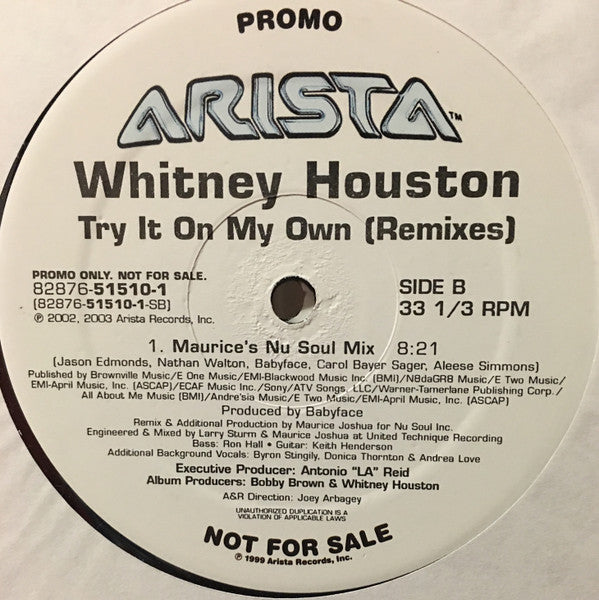 PROMO
ARISTA™
Whitney Houston
Try It On My Own (Remixes)
PROMO ONLY. NOT FOR SALE.
82876-51510-1
(82876-51510-1-SB)
℗ 2002, 2003 Arista Records, Inc.
SIDE B
33 1/3 RPM
1. Maurice's Nu Soul Mix 8:21
(Jason Edmonds, Nathan Walton, Babyface, Carol Bayer Sager, Aleese Simmons)
Published by Brownville Music/E One Music/EMI-Blackwood Music Inc. (BMI)/N8daGR8 Music/E Two Music/
EMI-April Music, Inc. (ASCAP)/ECAF Music Inc./Sony/ATV Songs, LLC/Warner-Tamerlane Publishing Corp./
All About Me Music (BMI)/Andre'sia Music/E Two Music/EMI-April Music, Inc. (ASCAP)
Produced by Babyface
Remix & Additional Production by Maurice Joshua for Nu Soul Inc.
Engineered & Mixed by Larry Sturm & Maurice Joshua at United Technique Recording
Bass: Ron Hall • Guitar: Keith Henderson
Additional Background Vocals: Byron Stingily, Donica Thornton & Andrea Love
Executive Producer: Antonio "LA" Reid
Album Producers: Bobby Brown & Whitney Houston
A&R Direction: Joey Arbagey
UNAUTHORIZED DUPLICATION IS A
VIOLATION OF APPLICABLE LAWS
NOT FOR SALE
℗ 1999 Arista Records, Inc.